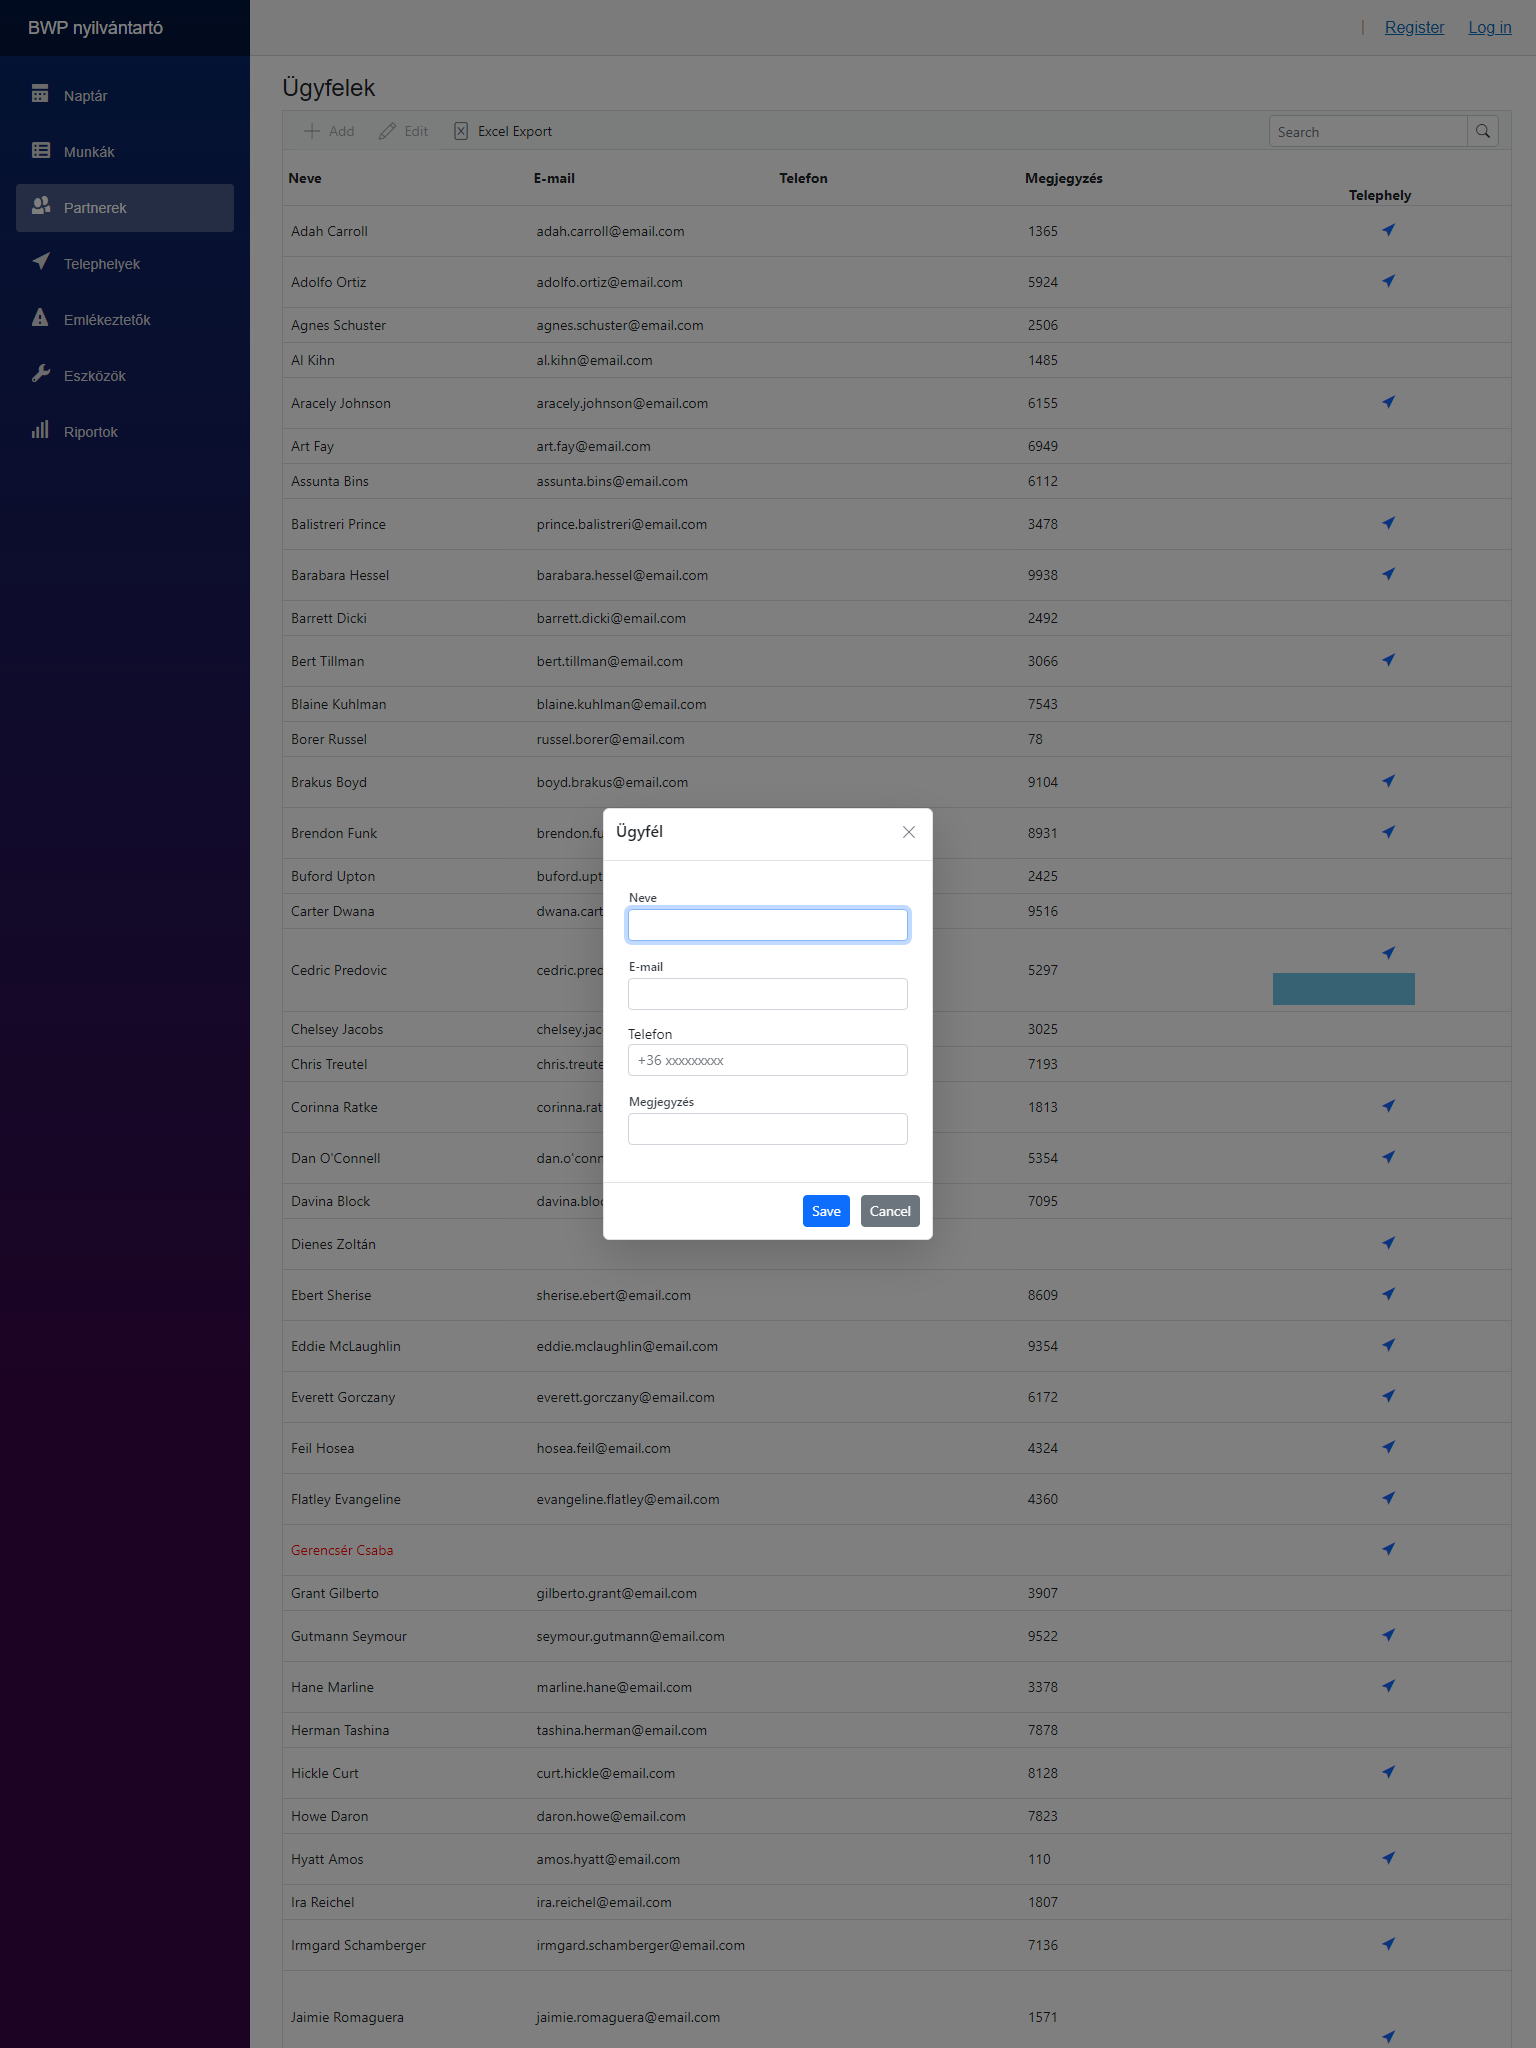 BWP nyilvántartó
Register
Log in
Naptár
Munkák
Partnerek
Telephelyek
Emlékeztetők
Eszközök
Riportok
Ügyfelek
Add
Edit
Excel Export
Search
Neve E-mail Telefon Megjegyzés Telephely
Adah Carroll adah.carroll@email.com 1365
Adolfo Ortiz adolfo.ortiz@email.com 5924
Agnes Schuster agnes.schuster@email.com 2506
Al Kihn al.kihn@email.com 1485
Aracely Johnson aracely.johnson@email.com 6155
Art Fay art.fay@email.com 6949
Assunta Bins assunta.bins@email.com 6112
Balistreri Prince prince.balistreri@email.com 3478
Barabara Hessel barabara.hessel@email.com 9938
Barrett Dicki barrett.dicki@email.com 2492
Bert Tillman bert.tillman@email.com 3066
Blaine Kuhlman blaine.kuhlman@email.com 7543
Borer Russel russel.borer@email.com 78
Brakus Boyd boyd.brakus@email.com 9104
Brendon Funk brendon.fu 8931
Buford Upton buford.upt 2425
Carter Dwana dwana.cart 9516
Cedric Predovic cedric.pred 5297
Chelsey Jacobs chelsey.jac 3025
Chris Treutel chris.treute 7193
Corinna Ratke corinna.rat 1813
Dan O'Connell dan.o'conn 5354
Davina Block davina.bloc 7095
Dienes Zoltán
Ebert Sherise sherise.ebert@email.com 8609
Eddie McLaughlin eddie.mclaughlin@email.com 9354
Everett Gorczany everett.gorczany@email.com 6172
Feil Hosea hosea.feil@email.com 4324
Flatley Evangeline evangeline.flatley@email.com 4360
Gerencsér Csaba
Grant Gilberto gilberto.grant@email.com 3907
Gutmann Seymour seymour.gutmann@email.com 9522
Hane Marline marline.hane@email.com 3378
Herman Tashina tashina.herman@email.com 7878
Hickle Curt curt.hickle@email.com 8128
Howe Daron daron.howe@email.com 7823
Hyatt Amos amos.hyatt@email.com 110
Ira Reichel ira.reichel@email.com 1807
Irmgard Schamberger irmgard.schamberger@email.com 7136
Jaimie Romaguera jaimie.romaguera@email.com 1571
Ügyfél
Neve
E-mail
Telefon
+36 xxxxxxxxx
Megjegyzés
Save
Cancel